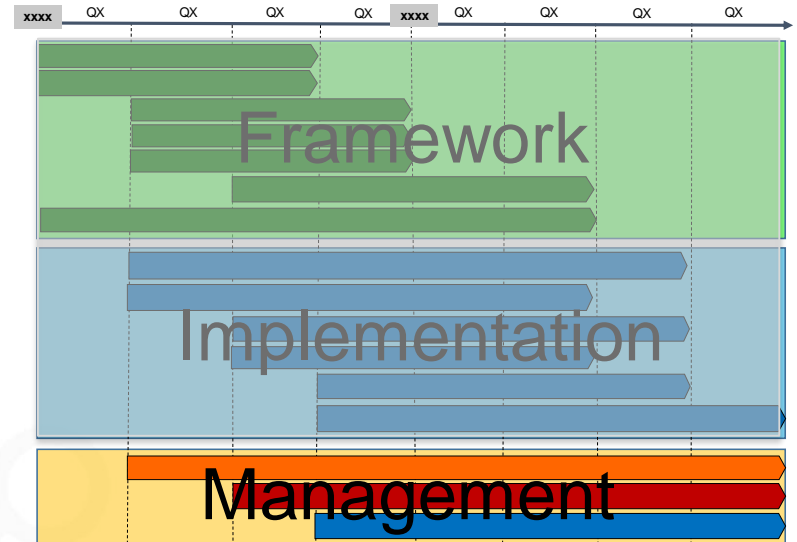 xxxx QX QX QX QX xxxx QX QX QX QX
Framework
Implementation
Management